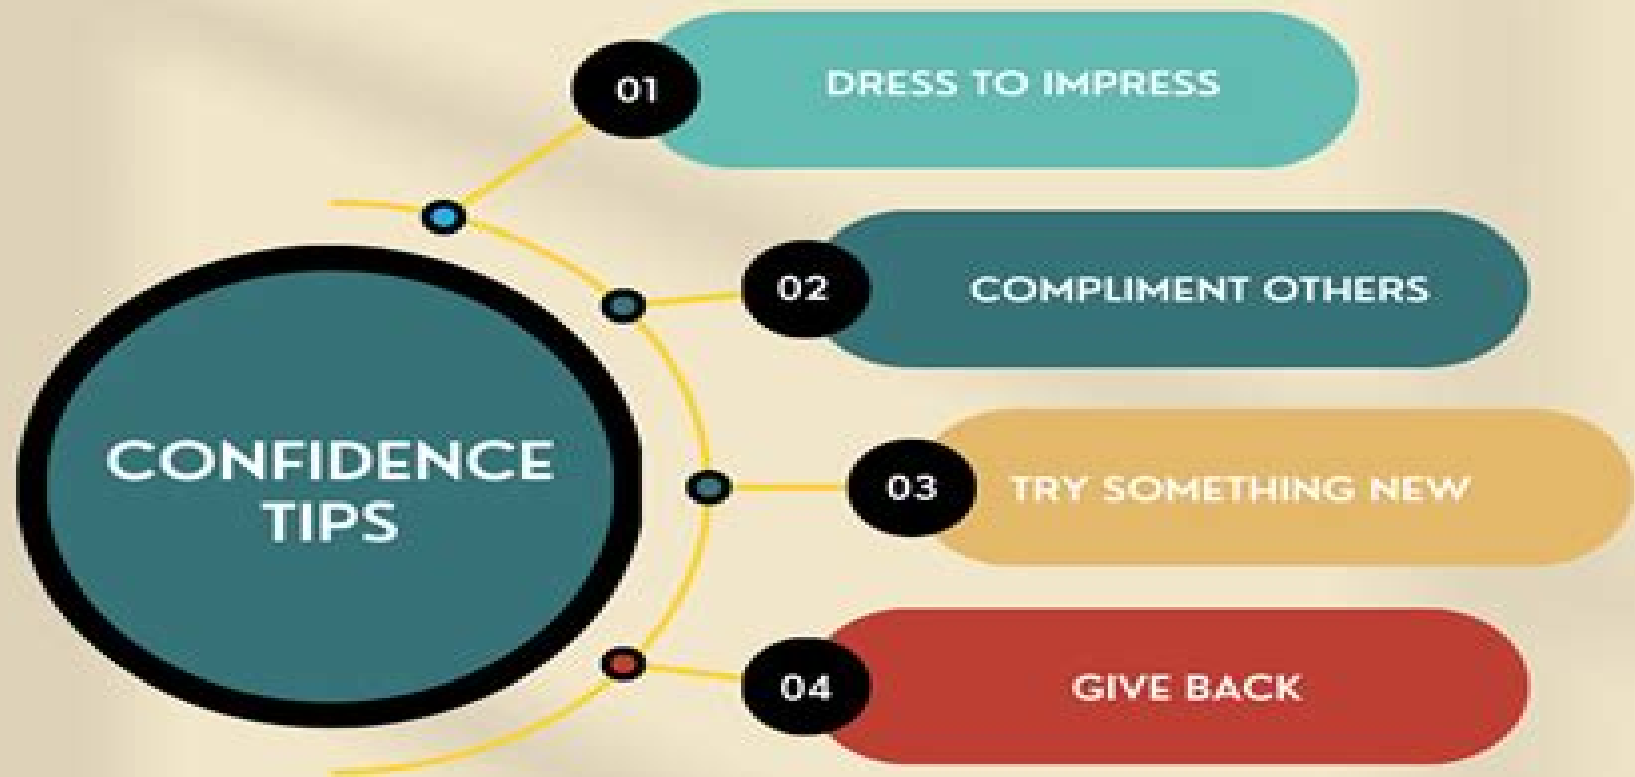 CONFIDENCE
TIPS
01
DRESS TO IMPRESS
02
COMPLIMENT OTHERS
03
TRY SOMETHING NEW
04
GIVE BACK